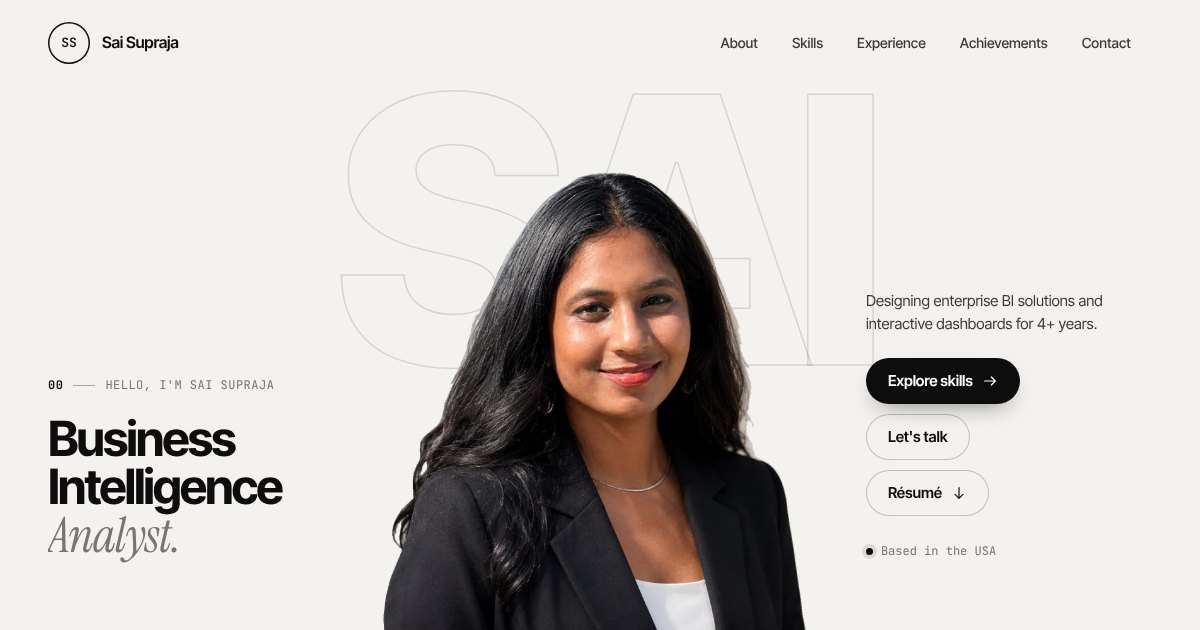 SS
Sai Supraja
About
Skills
Experience
Achievements
Contact
SAI
Designing enterprise BI solutions and
interactive dashboards for 4+ years.
Explore skills →
Let's talk
Résumé ↓
Based in the USA
00 — HELLO, I'M SAI SUPRAJA
Business
Intelligence
Analyst.